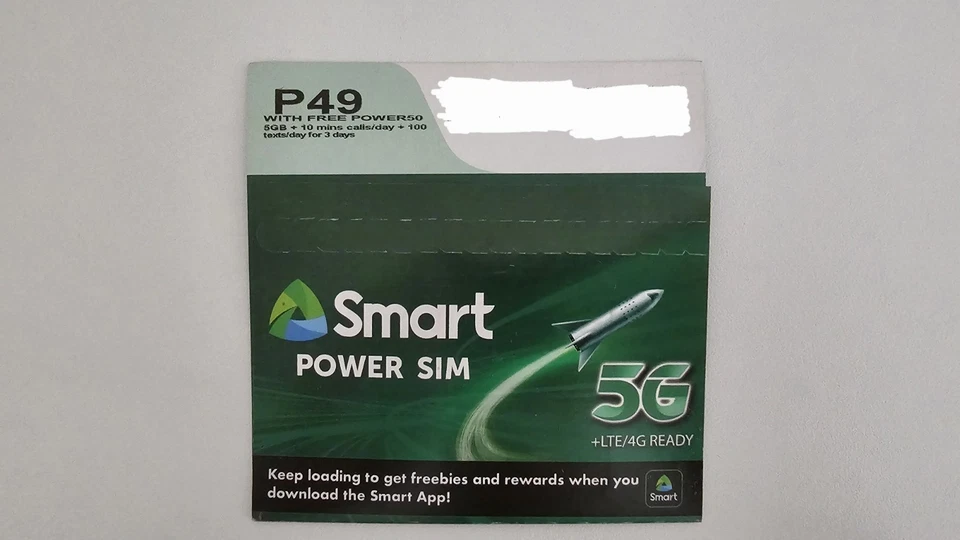 P49
WITH FREE POWER50
5GB + 10 mins calls/day + 100
texts/day for 3 days
Smart
POWER SIM
5G
+LTE/4G READY
Keep loading to get freebies and rewards when you
download the Smart App!
Smart